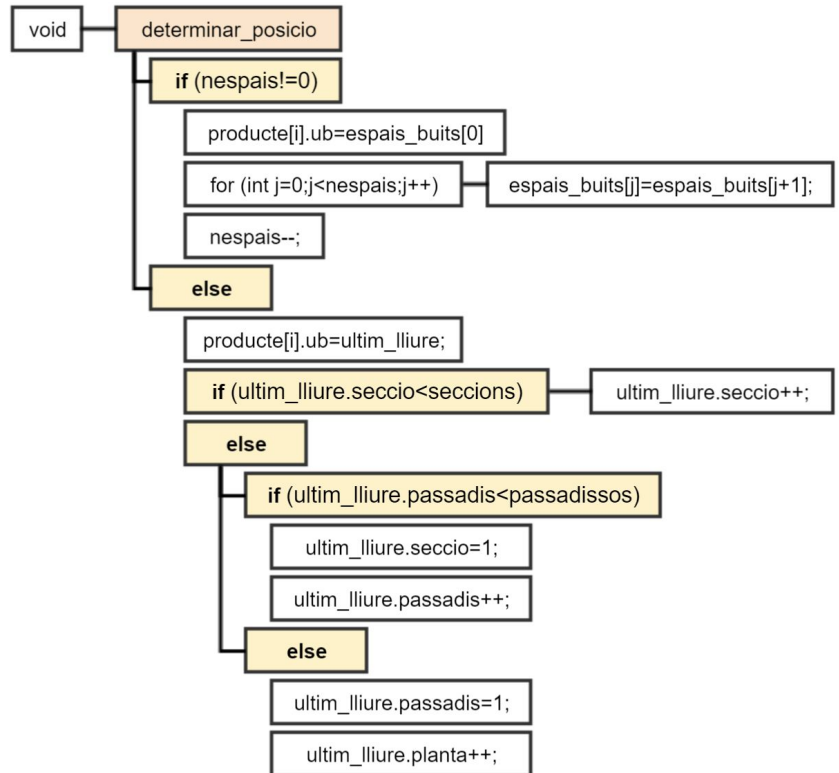 void determinar_posicio
if (nespais!=0)
producte[i].ub=espais_buits[0]
for (int j=0;j<nespais;j++) espais_buits[j]=espais_buits[j+1];
nespais--;
else
producte[i].ub=ultim_lliure;
if (ultim_lliure.seccio<seccions) ultim_lliure.seccio++;
else
if (ultim_lliure.passadis<passadissos)
ultim_lliure.seccio=1;
ultim_lliure.passadis++;
else
ultim_lliure.passadis=1;
ultim_lliure.planta++;